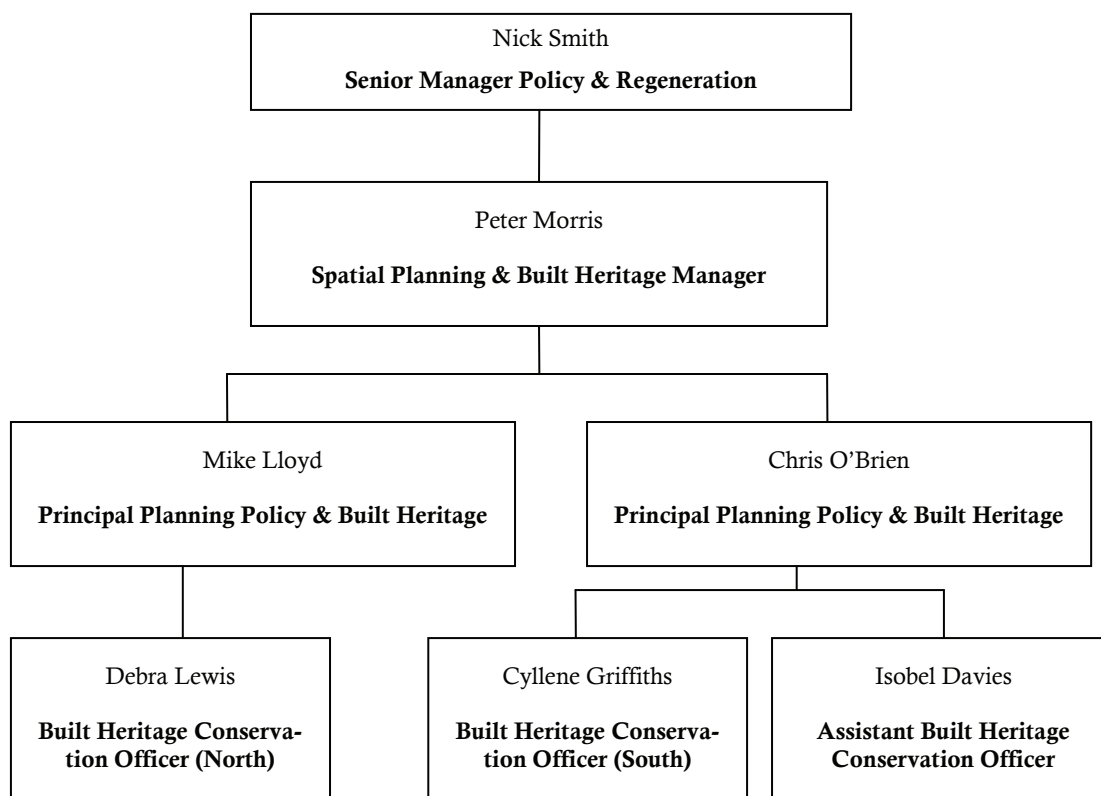 Nick Smith
Senior Manager Policy & Regeneration
Peter Morris
Spatial Planning & Built Heritage Manager
Mike Lloyd
Principal Planning Policy & Built Heritage
Chris O’Brien
Principal Planning Policy & Built Heritage
Debra Lewis
Built Heritage Conserva-
tion Officer (North)
Cyllene Griffiths
Built Heritage Conserva-
tion Officer (South)
Isobel Davies
Assistant Built Heritage
Conservation Officer